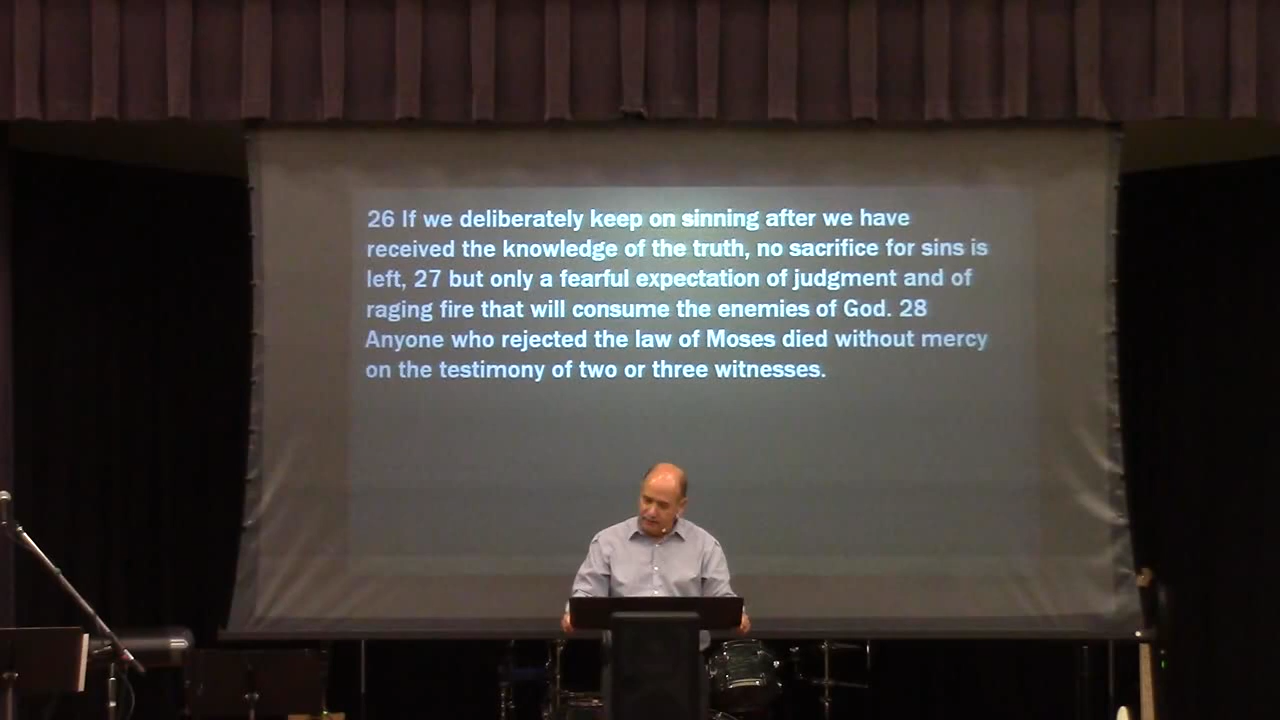 26 If we deliberately keep on sinning after we have
received the knowledge of the truth, no sacrifice for sins is
left, 27 but only a fearful expectation of judgment and of
raging fire that will consume the enemies of God. 28
Anyone who rejected the law of Moses died without mercy
on the testimony of two or three witnesses.